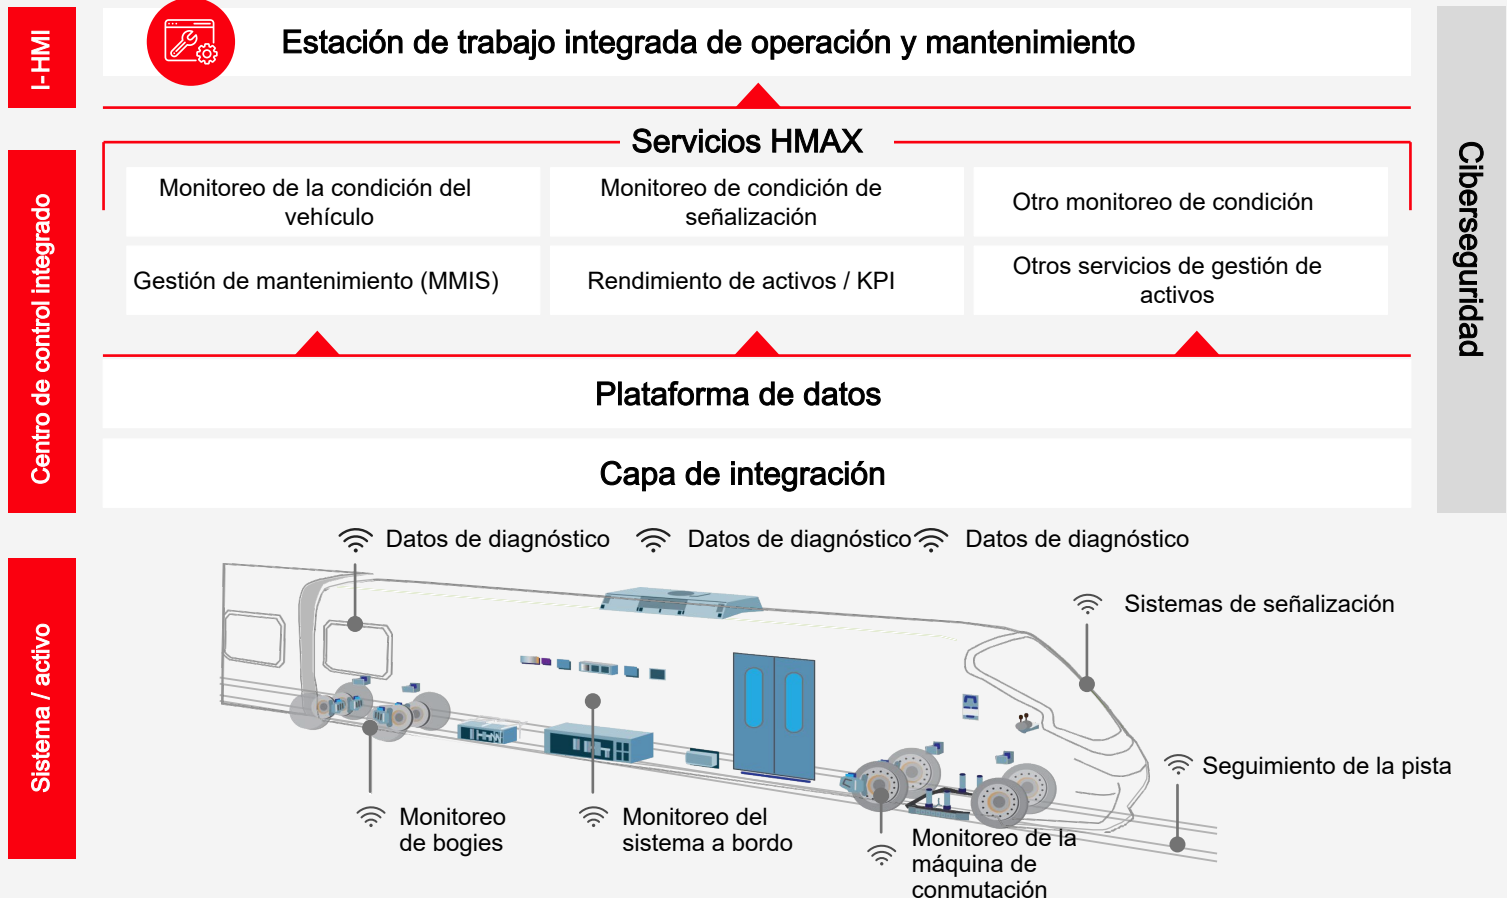 I-HMI
Estación de trabajo integrada de operación y mantenimiento
Ciberseguridad
Centro de control integrado
Servicios HMAX
Monitoreo de la condición del
vehículo
Monitoreo de condición de
señalización
Otro monitoreo de condición
Gestión de mantenimiento (MMIS)
Rendimiento de activos / KPI
Otros servicios de gestión de
activos
Plataforma de datos
Capa de integración
Sistema / activo
Datos de diagnóstico
Datos de diagnóstico
Datos de diagnóstico
Sistemas de señalización
Seguimiento de la pista
Monitoreo
de bogies
Monitoreo del
sistema a bordo
Monitoreo de la
máquina de
conmutación